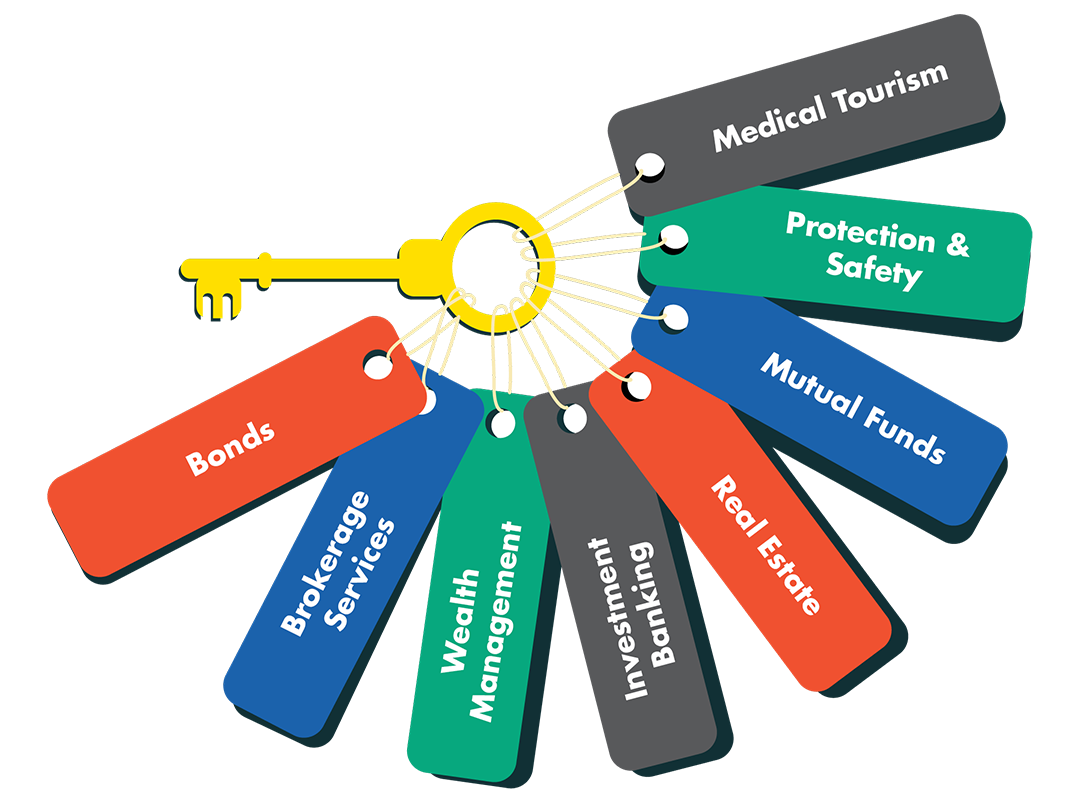 Medical Tourism
Protection &
Safety
Mutual Funds
Real Estate
Investment
Banking
Wealth
Management
Brokerage
Services
Bonds